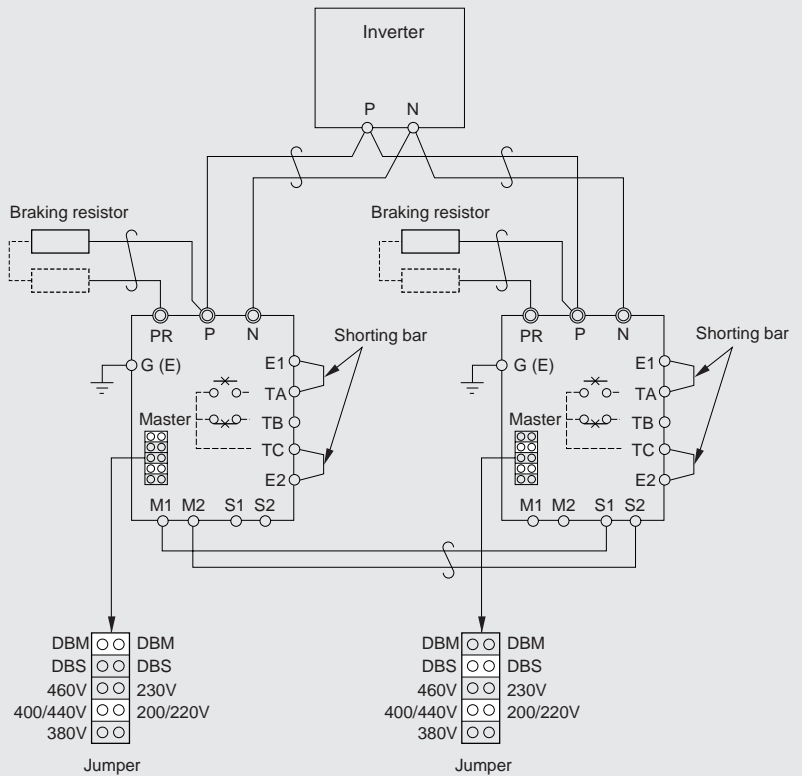 Inverter
P N
Braking resistor
Braking resistor
PR P N
G (E)
E1
TA
TB
TC
E2
Shorting bar
Master
M1 M2 S1 S2
PR P N
G (E)
E1
TA
TB
TC
E2
Shorting bar
Master
M1 M2 S1 S2
DBM DBM
DBS DBS
460V 230V
400/440V 200/220V
380V
Jumper
DBM DBM
DBS DBS
460V 230V
400/440V 200/220V
380V
Jumper